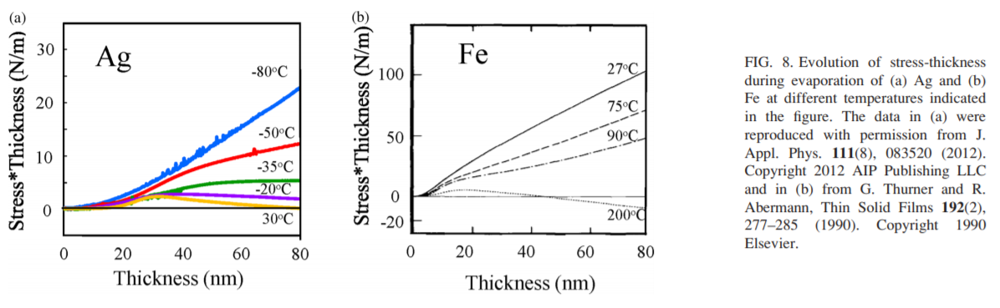 (a)
Stress*Thickness (N/m)
30
20
10
0
Ag
-80°C
-50°C
-35°C
-20°C
30°C
0 20 40 60 80
Thickness (nm)
(b)
Stress*Thickness (N/m)
100
50
0
-20
Fe
27°C
75°C
90°C
200°C
0 20 40 60 80
Thickness (nm)
FIG. 8. Evolution of stress-thickness
during evaporation of (a) Ag and (b)
Fe at different temperatures indicated
in the figure. The data in (a) were
reproduced with permission from J.
Appl. Phys. 111(8), 083520 (2012).
Copyright 2012 AIP Publishing LLC
and in (b) from G. Thurner and R.
Abermann, Thin Solid Films 192(2),
277–285 (1990). Copyright 1990
Elsevier.